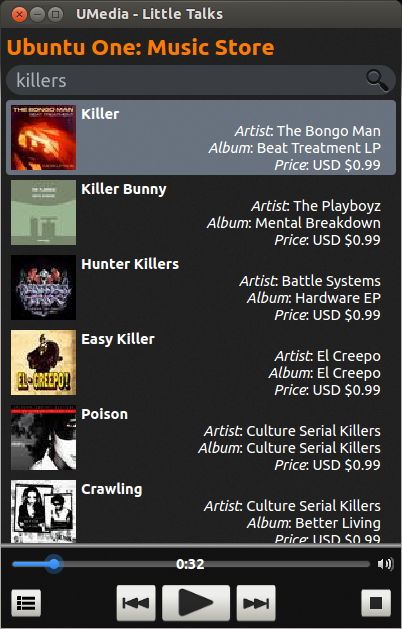 UMedia - Little Talks
Ubuntu One: Music Store
killers
THE BONGO MAN
BEAT TREATMENT
Killer
Artist: The Bongo Man
Album: Beat Treatment LP
Price: USD $0.99
Killer Bunny
Artist: The Playboyz
Album: Mental Breakdown
Price: USD $0.99
Hunter Killers
Artist: Battle Systems
Album: Hardware EP
Price: USD $0.99
EL-CREEPO!
Easy Killer
Artist: El Creepo
Album: El Creepo
Price: USD $0.99
Poison
Artist: Culture Serial Killers
Album: Culture Serial Killers
Price: USD $0.99
Crawling
Artist: Culture Serial Killers
Album: Better Living
Price: USD $0.99
0:32